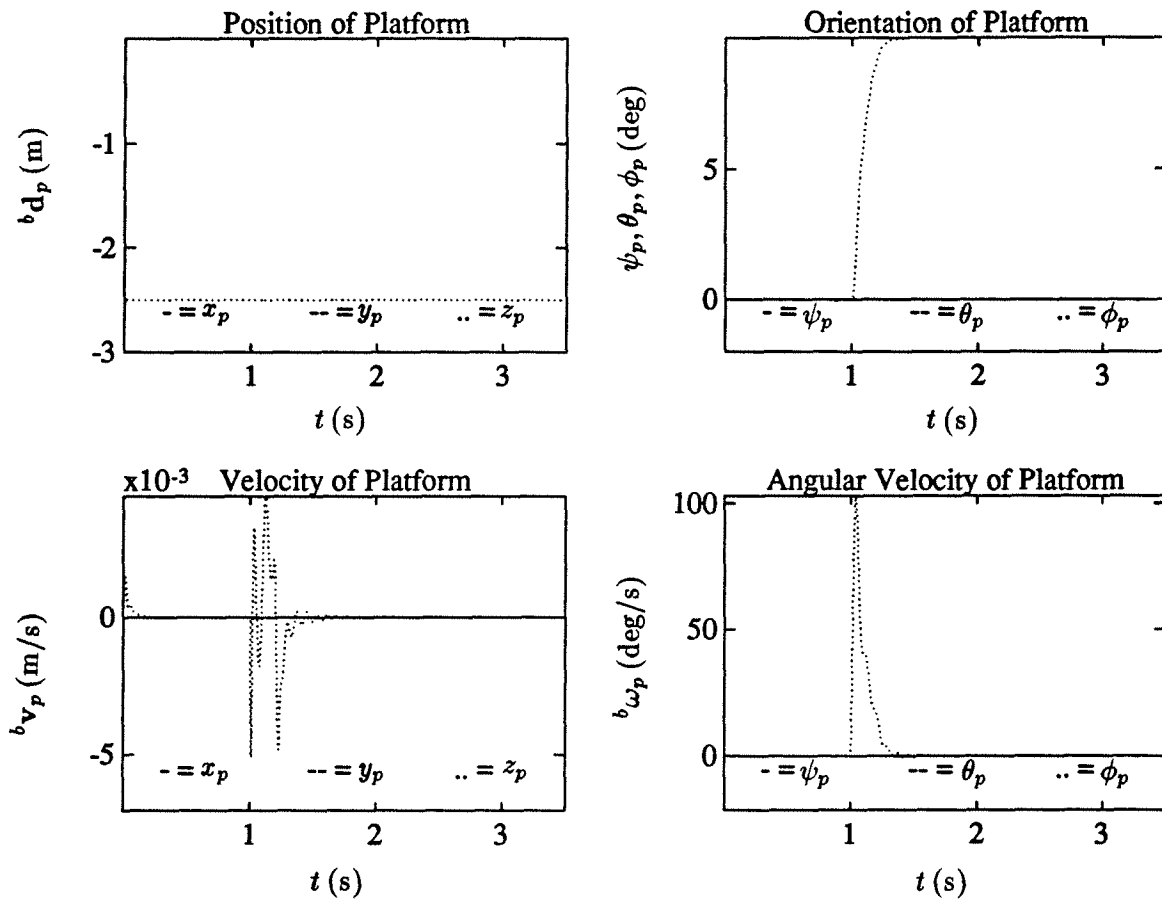 Position of Platform
-1
-2
-3
ᵇdₚ (m)
- = xₚ -- = yₚ .. = zₚ
1 2 3
t (s)
Orientation of Platform
5
0
ψₚ, θₚ, ϕₚ (deg)
- = ψₚ -- = θₚ .. = ϕₚ
1 2 3
t (s)
x10⁻³ Velocity of Platform
0
-5
ᵇvₚ (m/s)
- = xₚ -- = yₚ .. = zₚ
1 2 3
t (s)
Angular Velocity of Platform
100
50
0
ᵇωₚ (deg/s)
- = ψₚ -- = θₚ .. = ϕₚ
1 2 3
t (s)